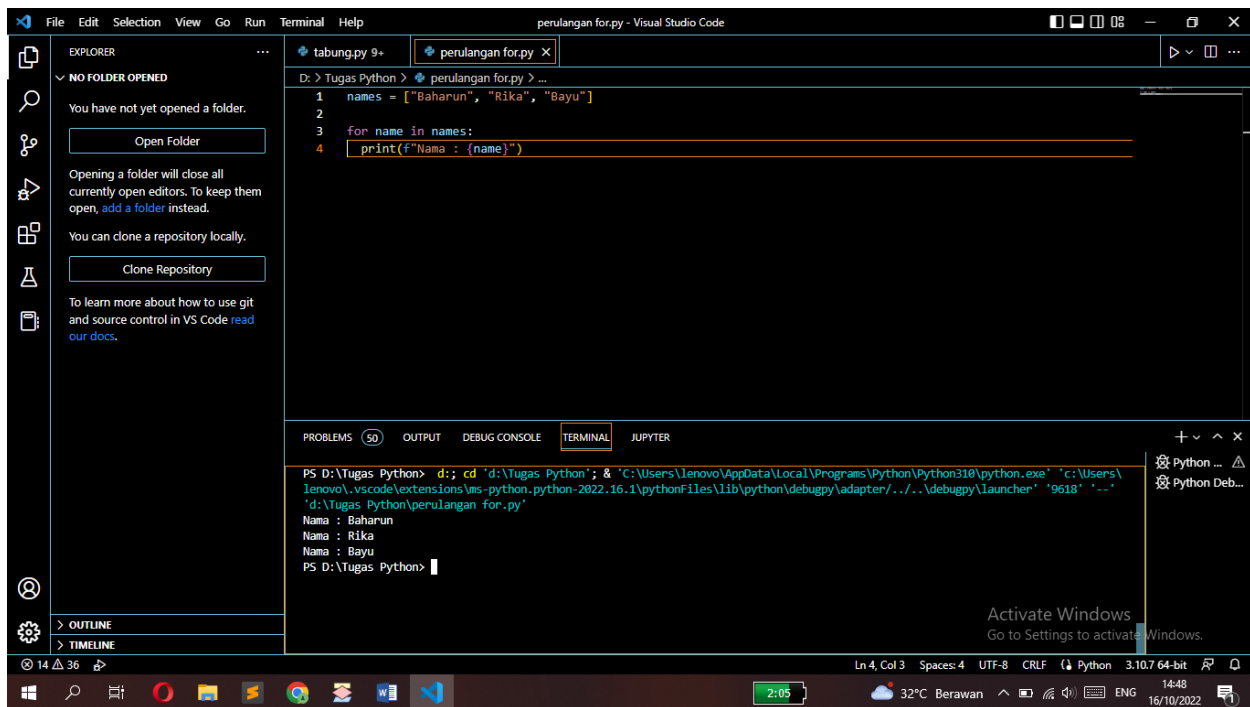 File Edit Selection View Go Run Terminal Help perulangan for.py - Visual Studio Code
EXPLORER ...
NO FOLDER OPENED
You have not yet opened a folder.
Open Folder
Opening a folder will close all
currently open editors. To keep them
open, add a folder instead.
You can clone a repository locally.
Clone Repository
To learn more about how to use git
and source control in VS Code read
our docs.
OUTLINE
TIMELINE
tabung.py 9+ perulangan for.py
D: > Tugas Python > perulangan for.py > ...
1 names = ["Baharun", "Rika", "Bayu"]
2
3 for name in names:
4 print(f"Nama : {name}")
PROBLEMS 50 OUTPUT DEBUG CONSOLE TERMINAL JUPYTER
PS D:\Tugas Python> d:; cd 'd:\Tugas Python'; & 'C:\Users\lenovo\AppData\Local\Programs\Python\Python310\python.exe' 'c:\Users\
lenovo\.vscode\extensions\ms-python.python-2022.16.1\pythonFiles\lib\python\debugpy\adapter/../..\debugpy\launcher' '9618' '--'
'd:\Tugas Python\perulangan for.py'
Nama : Baharun
Nama : Rika
Nama : Bayu
PS D:\Tugas Python>
Python ...
Python Deb...
Activate Windows
Go to Settings to activate Windows.
14 36 Ln 4, Col 3 Spaces: 4 UTF-8 CRLF Python 3.10.7 64-bit
2:05 32°C Berawan ENG 14:48
16/10/2022